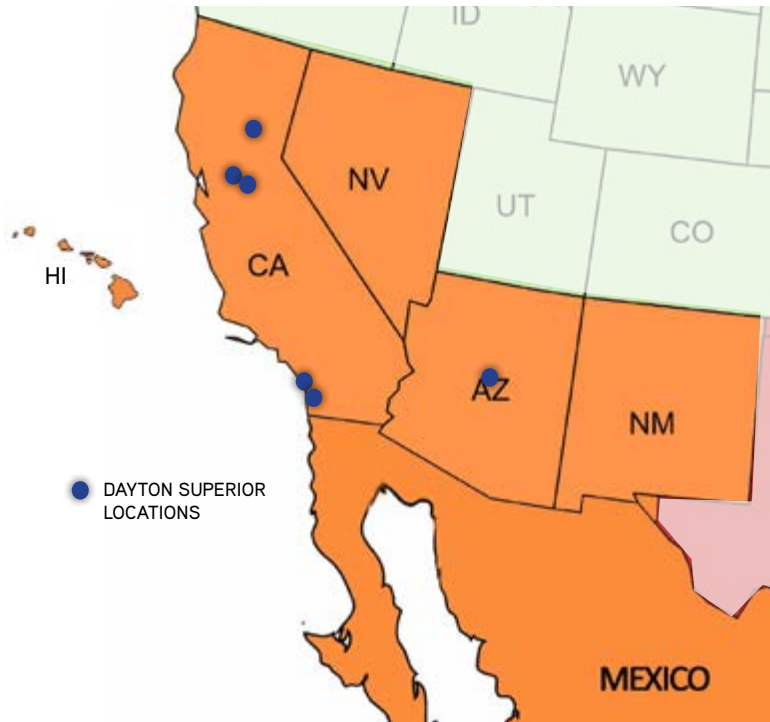 ID
WY
NV
UT
CO
CA
HI
AZ
NM
DAYTON SUPERIOR
LOCATIONS
MEXICO